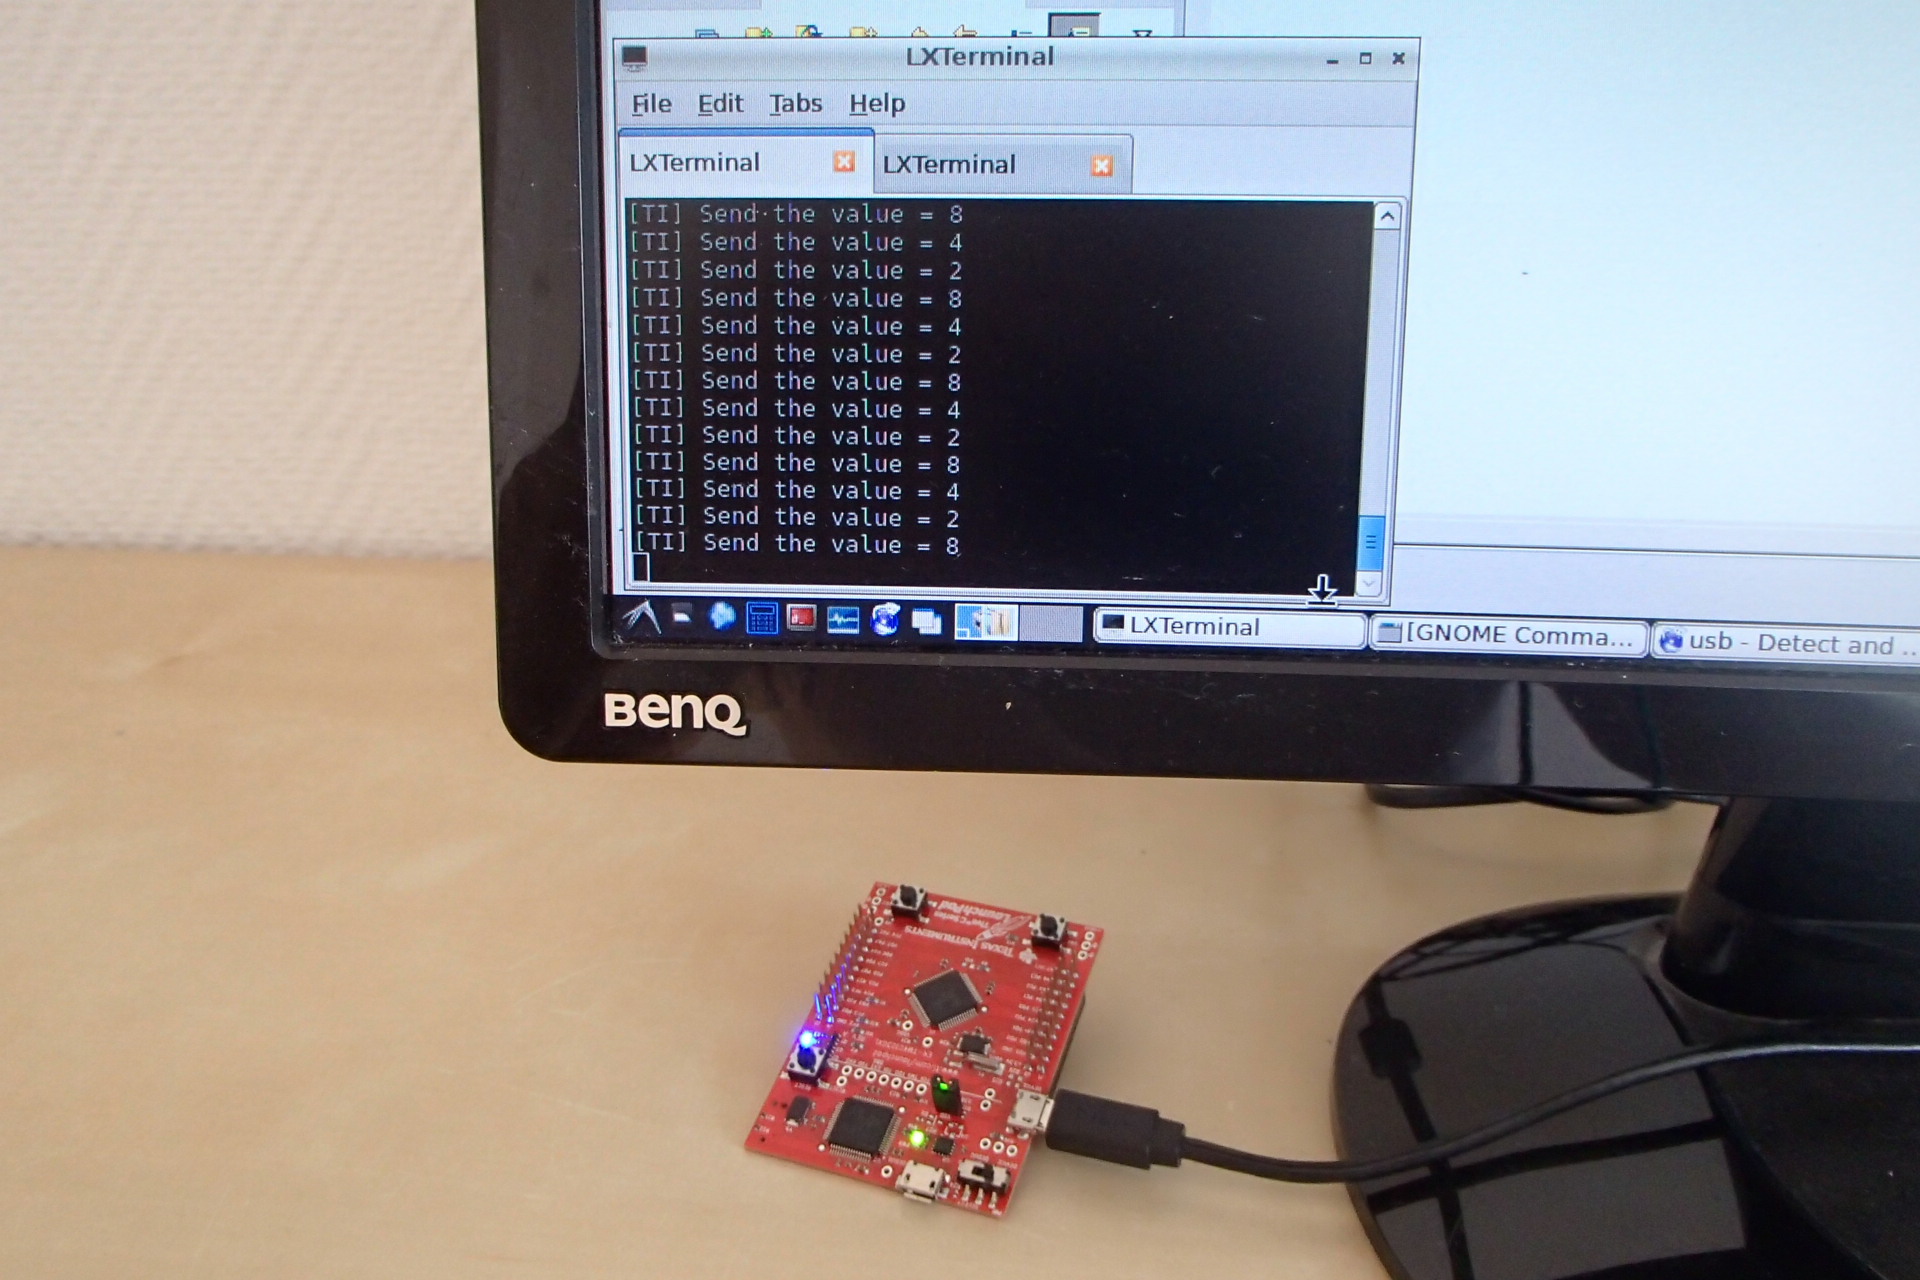 LXTerminal
File Edit Tabs Help
LXTerminal LXTerminal
[TI] Send the value = 8
[TI] Send the value = 4
[TI] Send the value = 2
[TI] Send the value = 8
[TI] Send the value = 4
[TI] Send the value = 2
[TI] Send the value = 8
[TI] Send the value = 4
[TI] Send the value = 2
[TI] Send the value = 8
[TI] Send the value = 4
[TI] Send the value = 2
[TI] Send the value = 8
LXTerminal [GNOME Comma... usb - Detect and ...
BenQ
LaunchPad
Tiva C Series
TEXAS INSTRUMENTS